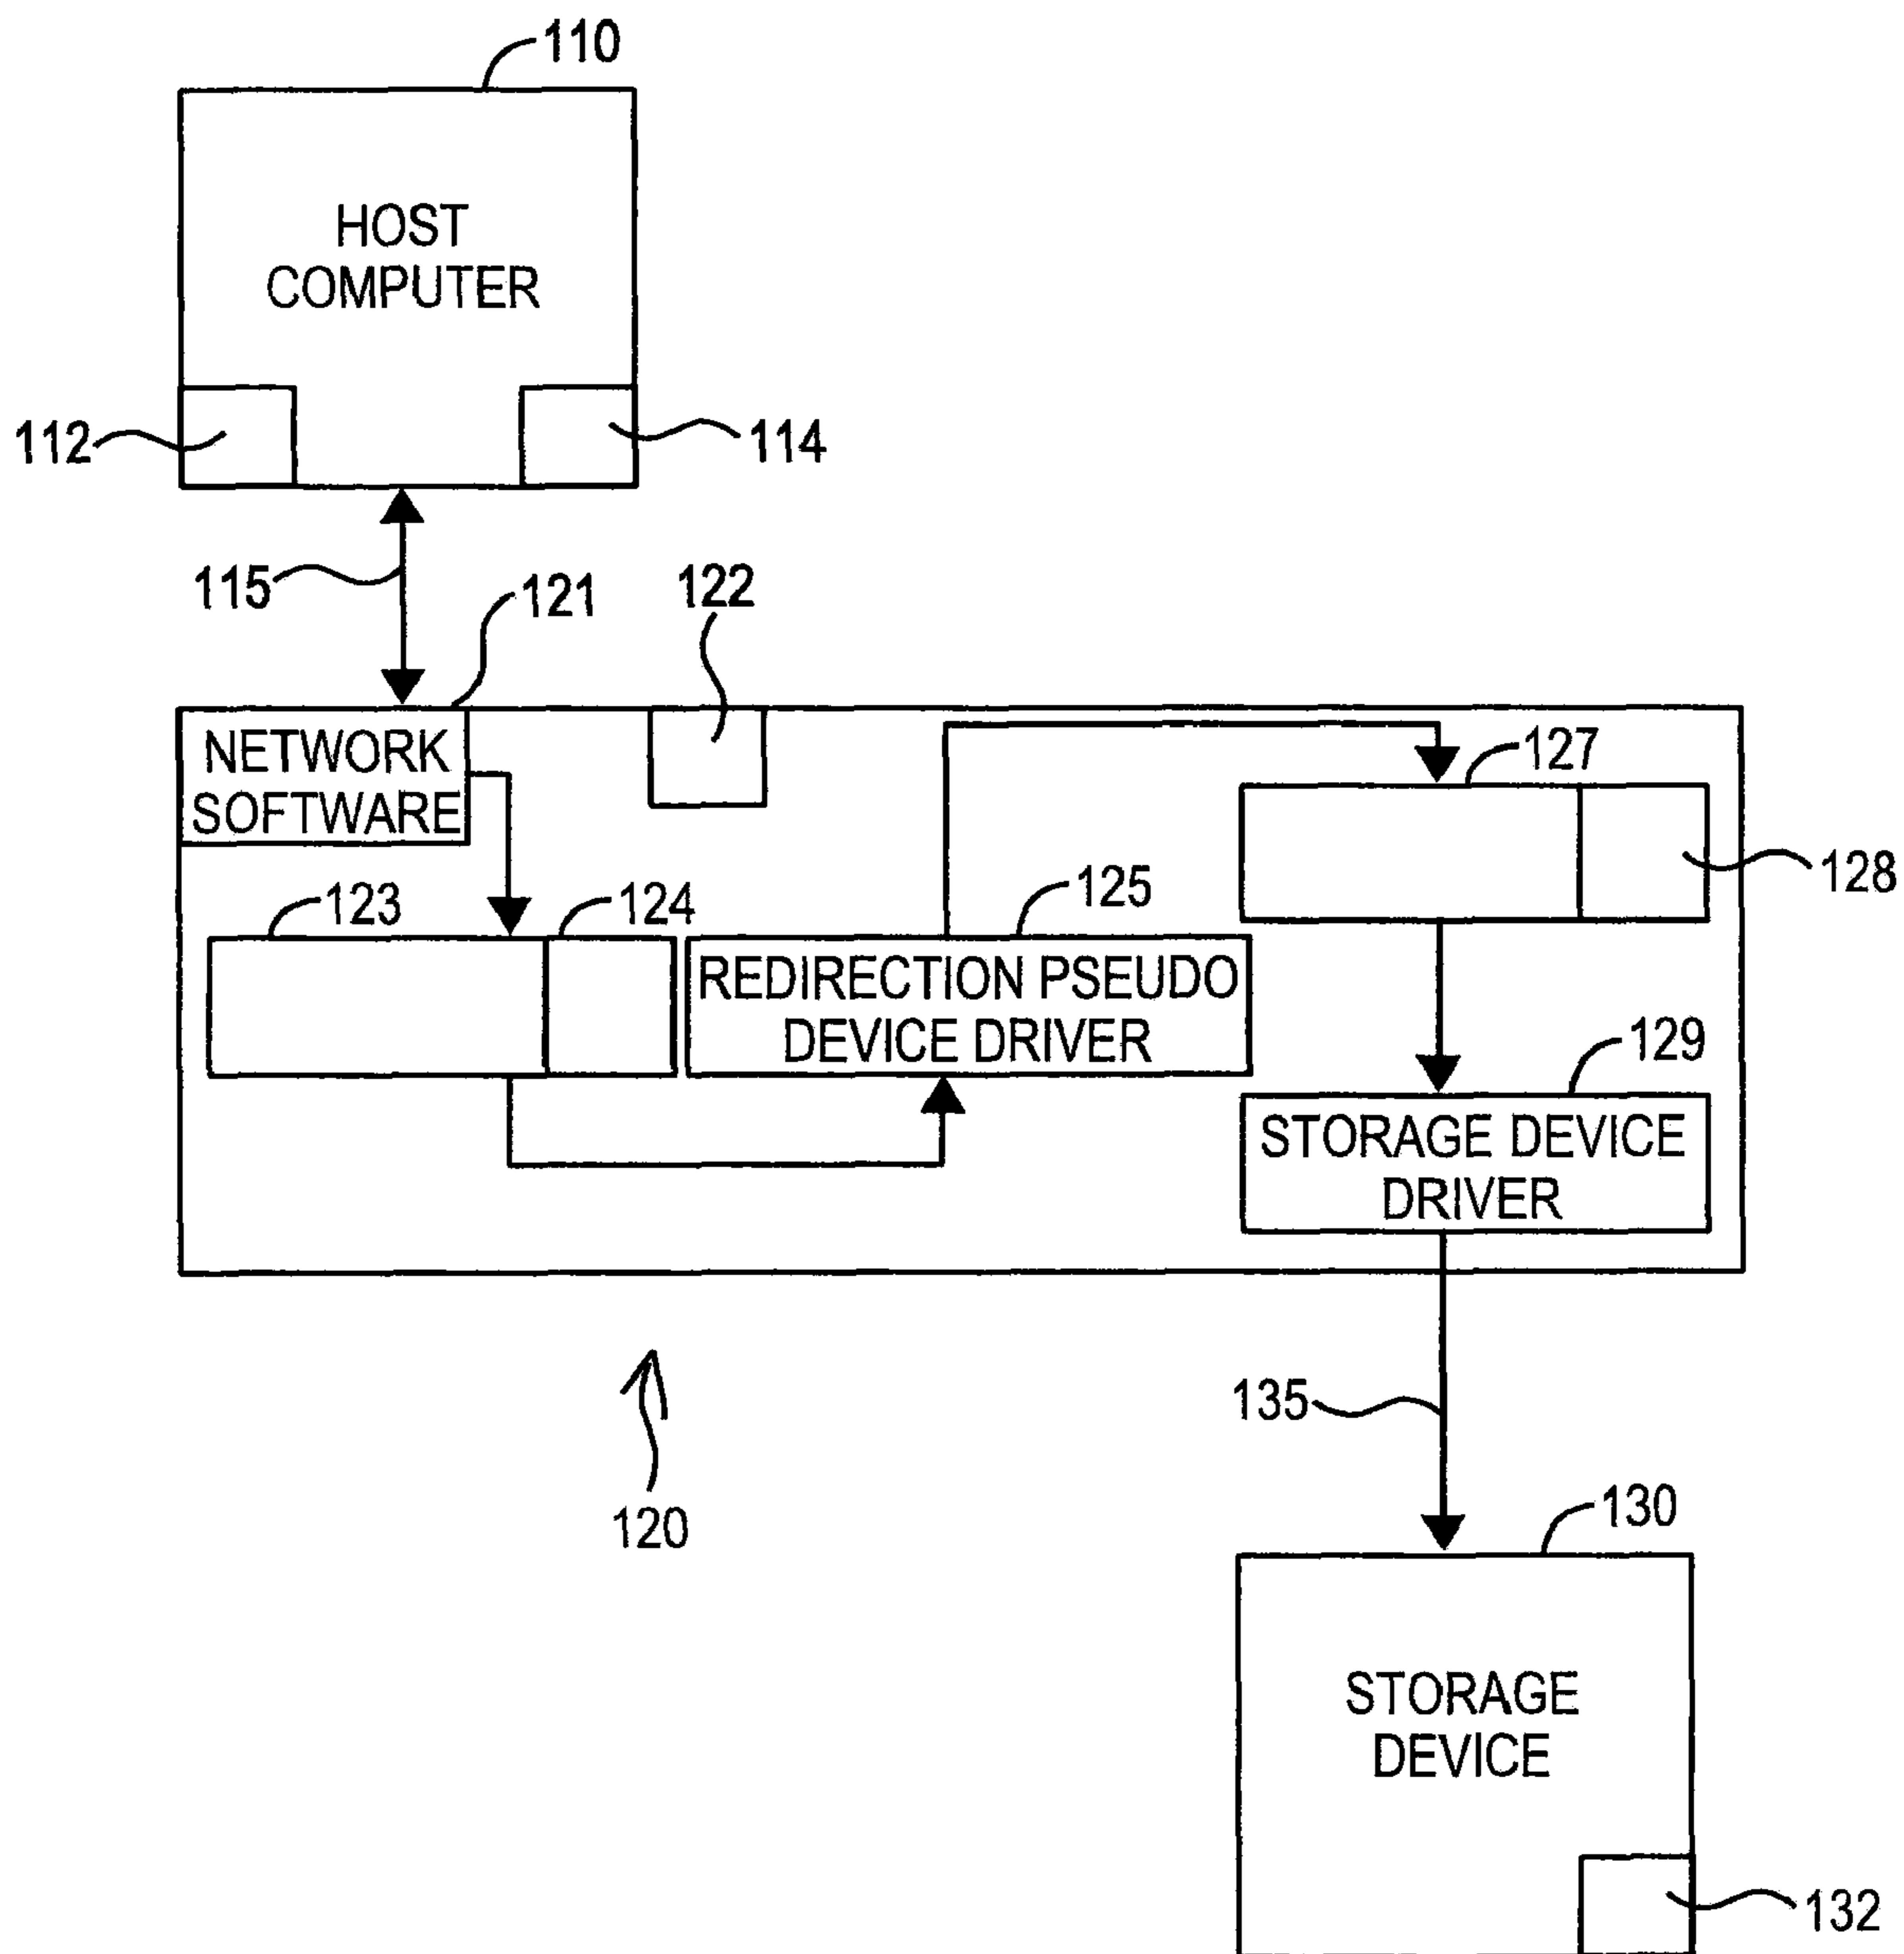 110
HOST
COMPUTER
112
114
115
121
122
NETWORK
SOFTWARE
127
128
123
124
125
REDIRECTION PSEUDO
DEVICE DRIVER
129
STORAGE DEVICE
DRIVER
135
120
130
STORAGE
DEVICE
132